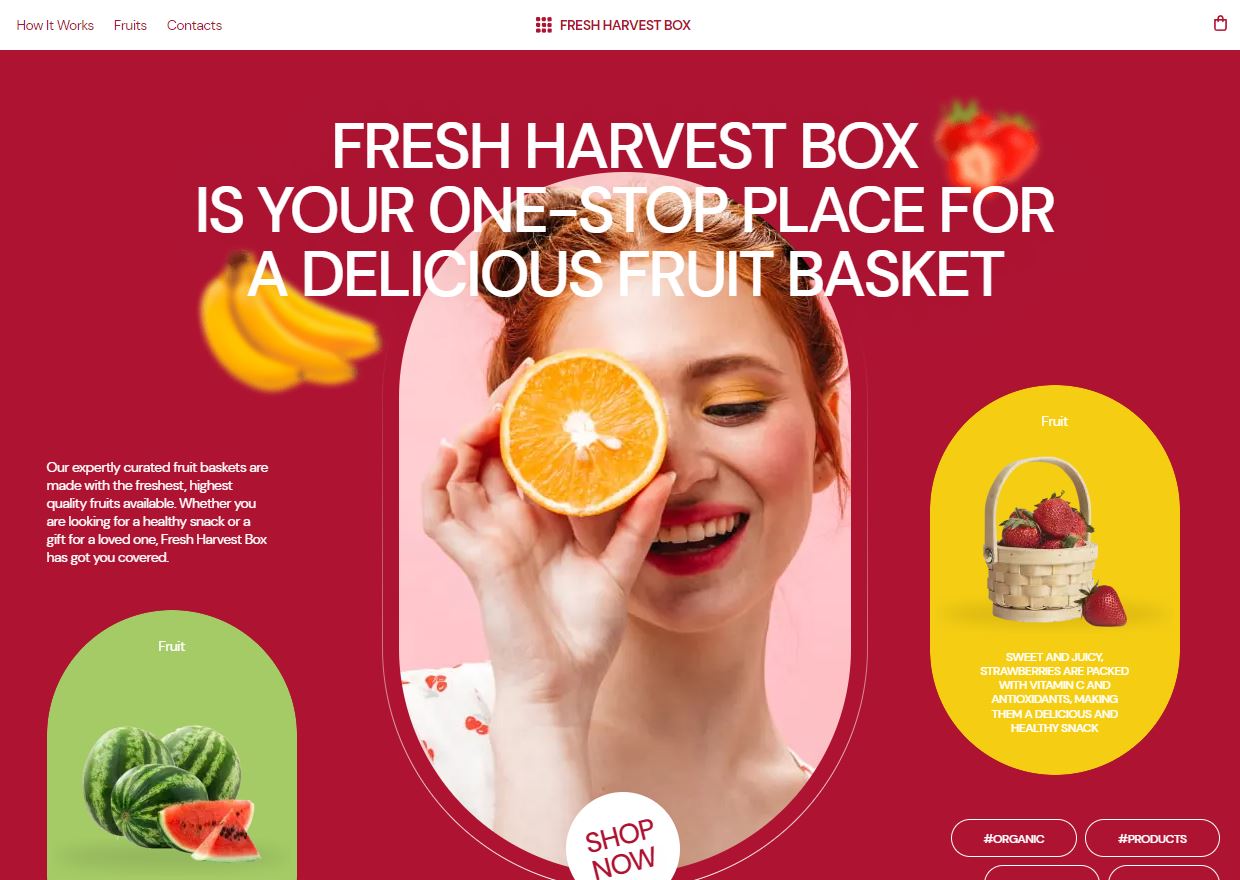 How It Works
Fruits
Contacts
FRESH HARVEST BOX
FRESH HARVEST BOX
IS YOUR 0NE-STOP PLACE FOR
A DELICIOUS FRUIT BASKET
Our expertly curated fruit baskets are
made with the freshest, highest
quality fruits available. Whether you
are looking for a healthy snack or a
gift for a loved one, Fresh Harvest Box
has got you covered.
Fruit
SHOP
NOW
Fruit
SWEET AND JUICY,
STRAWBERRIES ARE PACKED
WITH VITAMIN C AND
ANTIOXIDANTS, MAKING
THEM A DELICIOUS AND
HEALTHY SNACK
#ORGANIC
#PRODUCTS